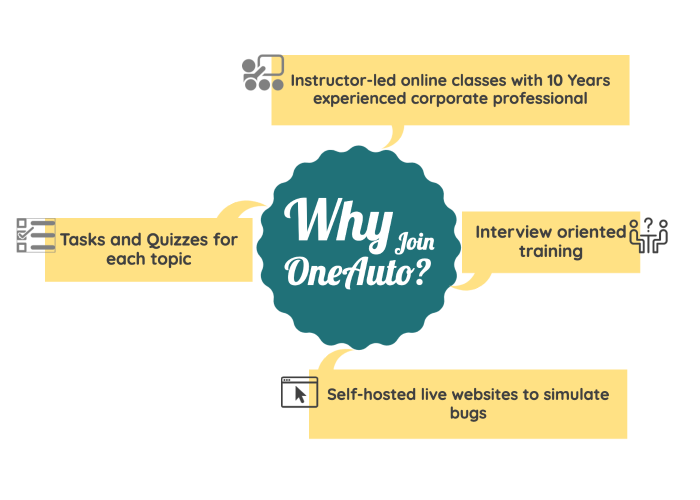 Instructor-led online classes with 10 Years
experienced corporate professional
Why
Join
OneAuto?
Tasks and Quizzes for
each topic
Interview oriented
training
?
Self-hosted live websites to simulate
bugs